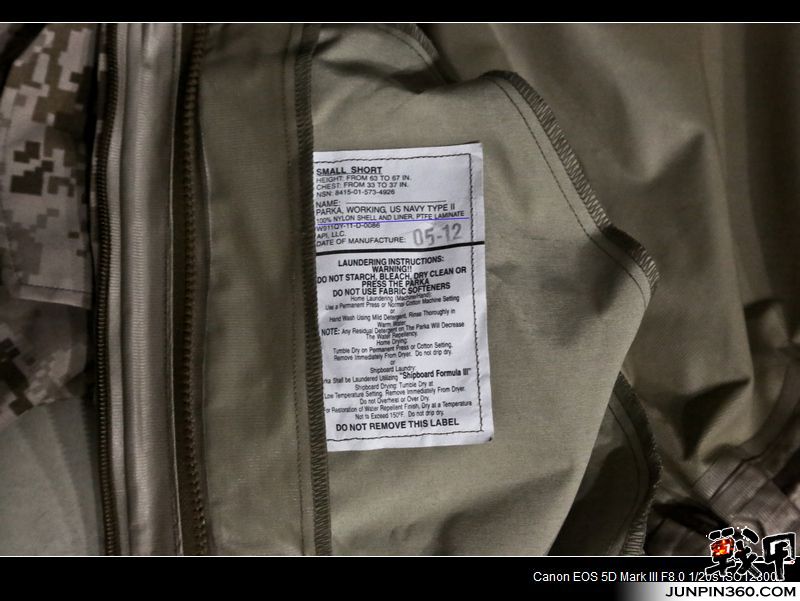 SMALL SHORT
HEIGHT: FROM 63 TO 67 IN.
CHEST: FROM 33 TO 37 IN.
NSN: 8415-01-573-4926
NAME:
PARKA, WORKING, US NAVY TYPE II
100% NYLON SHELL AND LINER, PTFE LAMINATE
W911QY-11-D-0086
API, LLC.
DATE OF MANUFACTURE: 05-12
LAUNDERING INSTRUCTIONS:
WARNING!!
DO NOT STARCH, BLEACH, DRY CLEAN OR
PRESS THE PARKA
DO NOT USE FABRIC SOFTENERS
Home Laundering (Machine/Hand):
Use a Permanent Press or Normal Cotton Machine Setting
or
Hand Wash Using Mild Detergent, Rinse Thoroughly in
Warm Water.
NOTE: Any Residual Detergent on The Parka Will Decrease
The Water Repellency.
Home Drying:
Tumble Dry on Permanent Press or Cotton Setting.
Remove Immediately From Dryer. Do not drip dry.
or
Shipboard Laundry:
rka Shall be Laundered Utilizing "Shipboard Formula III"
Shipboard Drying: Tumble Dry at
Low Temperature Setting. Remove Immediately From Dryer.
Do not Overheat or Over Dry.
For Restoration of Water Repellent Finish, Dry at a Temperature
Not to Exceed 150°F. Do not drip dry.
DO NOT REMOVE THIS LABEL
Canon EOS 5D Mark III F8.0 1/20s ISO12800
JUNPIN360.COM